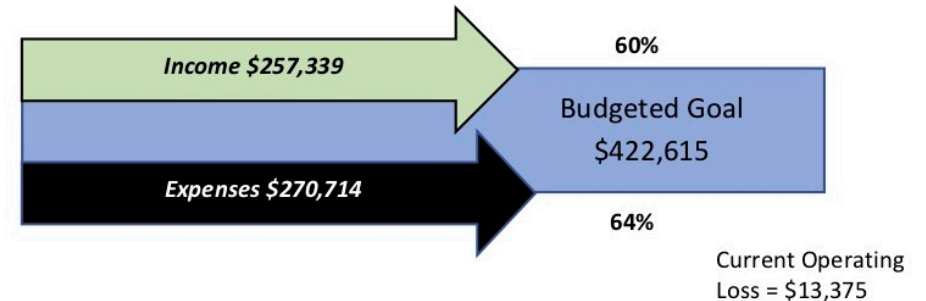 Income $257,339
60%
Budgeted Goal
$422,615
Expenses $270,714
64%
Current Operating
Loss = $13,375